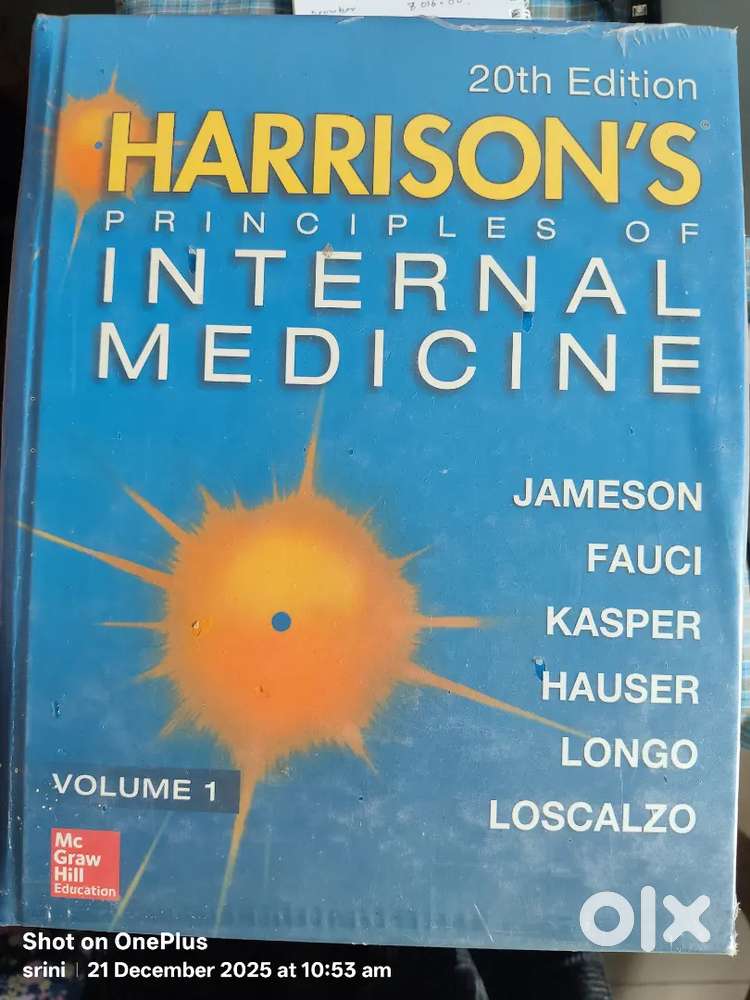 20th Edition
HARRISON'S
PRINCIPLES OF
INTERNAL
MEDICINE
JAMESON
FAUCI
KASPER
HAUSER
LONGO
LOSCALZO
VOLUME 1
Mc
Graw
Hill
Education
olx
Shot on OnePlus
srini | 21 December 2025 at 10:53 am